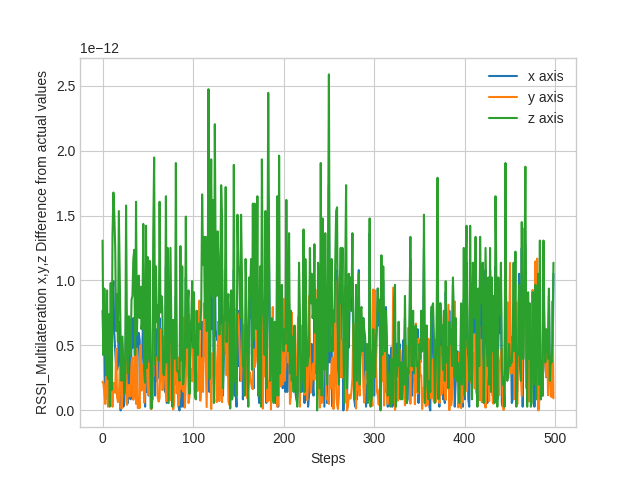 1e−12
RSSI_Multilateration x,y,z Difference from actual values
2.5
2.0
1.5
1.0
0.5
0.0
x axis
y axis
z axis
0 100 200 300 400 500
Steps